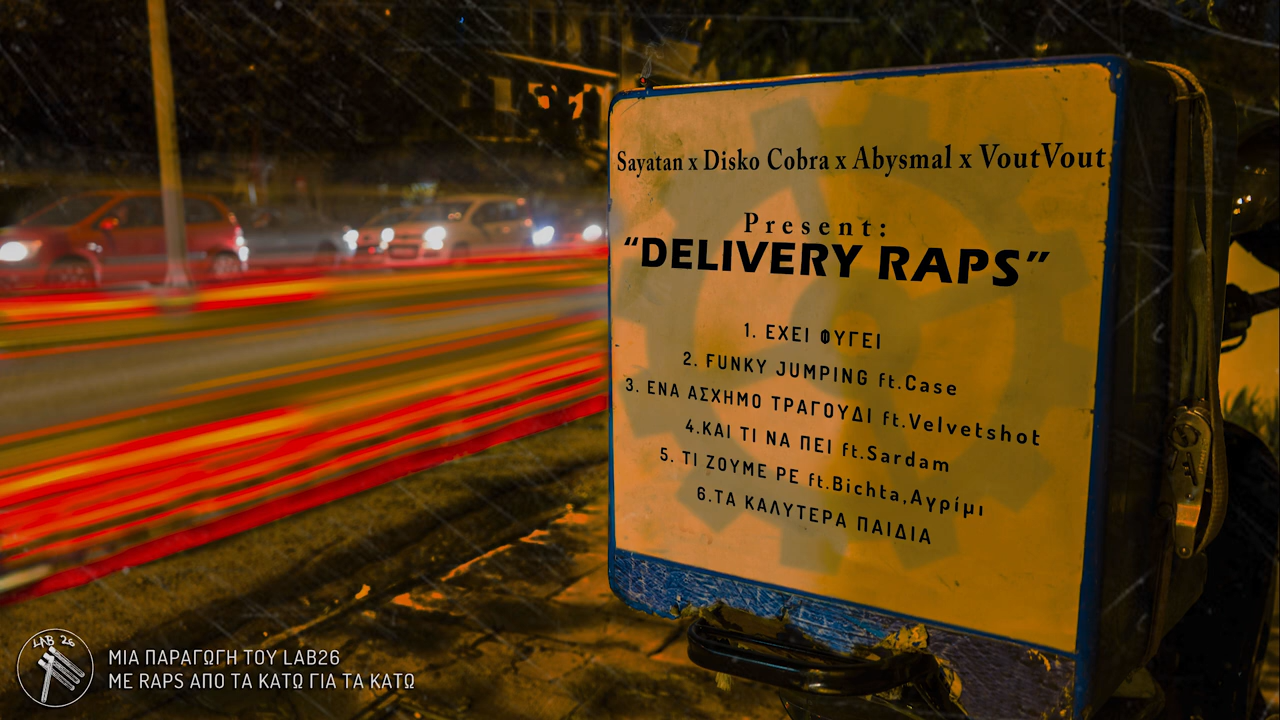 Sayatan x Disko Cobra x Abysmal x VoutVout
Present:
“DELIVERY RAPS”
1. ΕΧΕΙ ΦΥΓΕΙ
2. FUNKY JUMPING ft.Case
3. ΕΝΑ ΑΣΧΗΜΟ ΤΡΑΓΟΥΔΙ ft.Velvetshot
4.ΚΑΙ ΤΙ ΝΑ ΠΕΙ ft.Sardam
5. ΤΙ ΖΟΥΜΕ ΡΕ ft.Bichta,Αγρίμι
6.ΤΑ ΚΑΛΥΤΕΡΑ ΠΑΙΔΙΑ
LAB 26
ΜΙΑ ΠΑΡΑΓΩΓΗ ΤΟΥ LAB26
ΜΕ RAPS ΑΠΟ ΤΑ ΚΑΤΩ ΓΙΑ ΤΑ ΚΑΤΩ